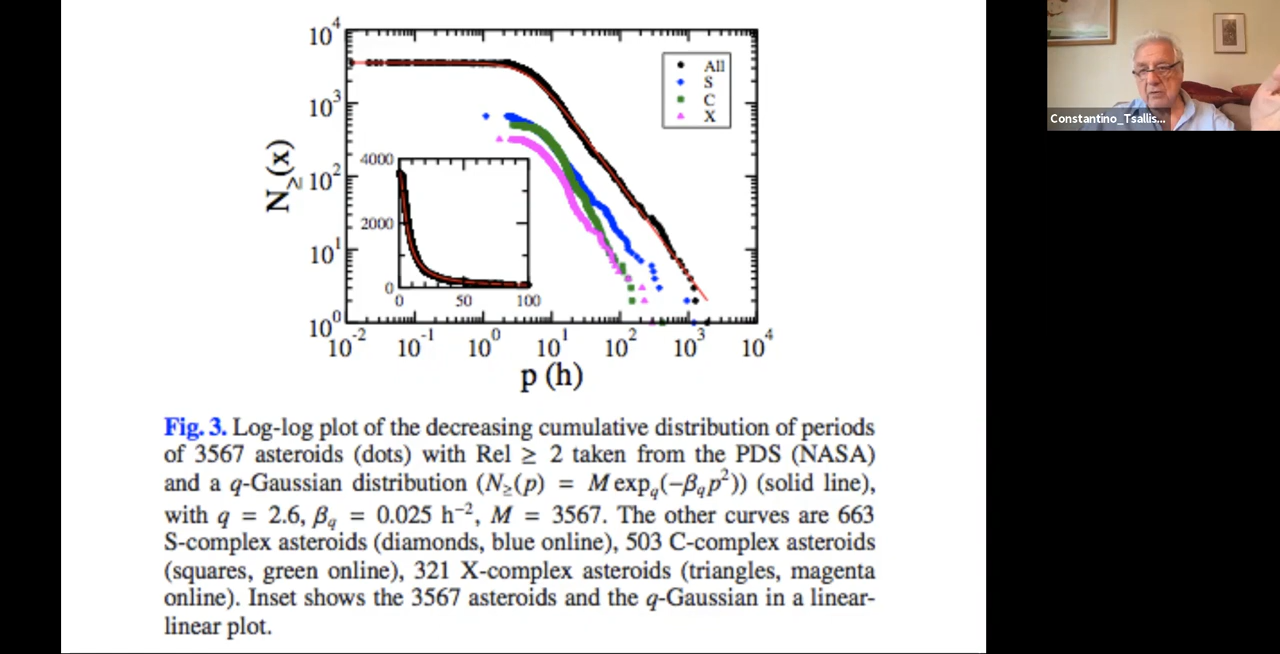 10^4
10^3
10^2
10^1
10^0
N≥(x)
All
S
C
X
4000
2000
0
0 50 100
10^-2 10^-1 10^0 10^1 10^2 10^3 10^4
p (h)
Fig. 3. Log-log plot of the decreasing cumulative distribution of periods
of 3567 asteroids (dots) with Rel ≥ 2 taken from the PDS (NASA)
and a q-Gaussian distribution (N≥(p) = M exp_q(−β_q p²)) (solid line),
with q = 2.6, β_q = 0.025 h⁻², M = 3567. The other curves are 663
S-complex asteroids (diamonds, blue online), 503 C-complex asteroids
(squares, green online), 321 X-complex asteroids (triangles, magenta
online). Inset shows the 3567 asteroids and the q-Gaussian in a linear-
linear plot.
Constantino_Tsallis...